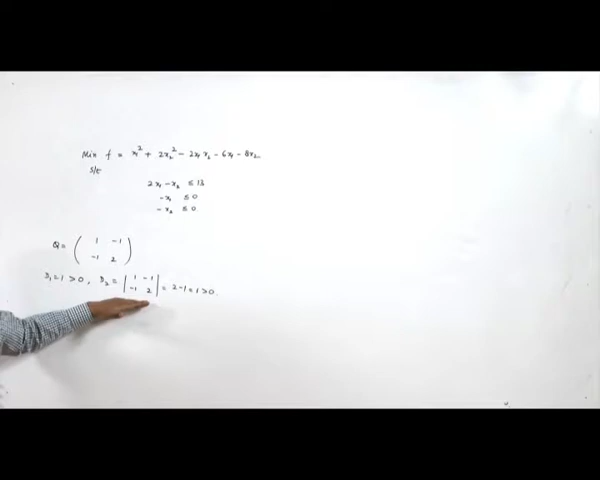 Min f = x₁² + 2x₂² - 2x₁x₂ - 6x₁ - 8x₂
s/t
2x₁ - x₂ ≤ 13
-x₁ ≤ 0
-x₂ ≤ 0
Q = ( 1 -1
-1 2 )
D₁ = 1 > 0, D₂ = | 1 -1
-1 2 | = 2-1 = 1 > 0.